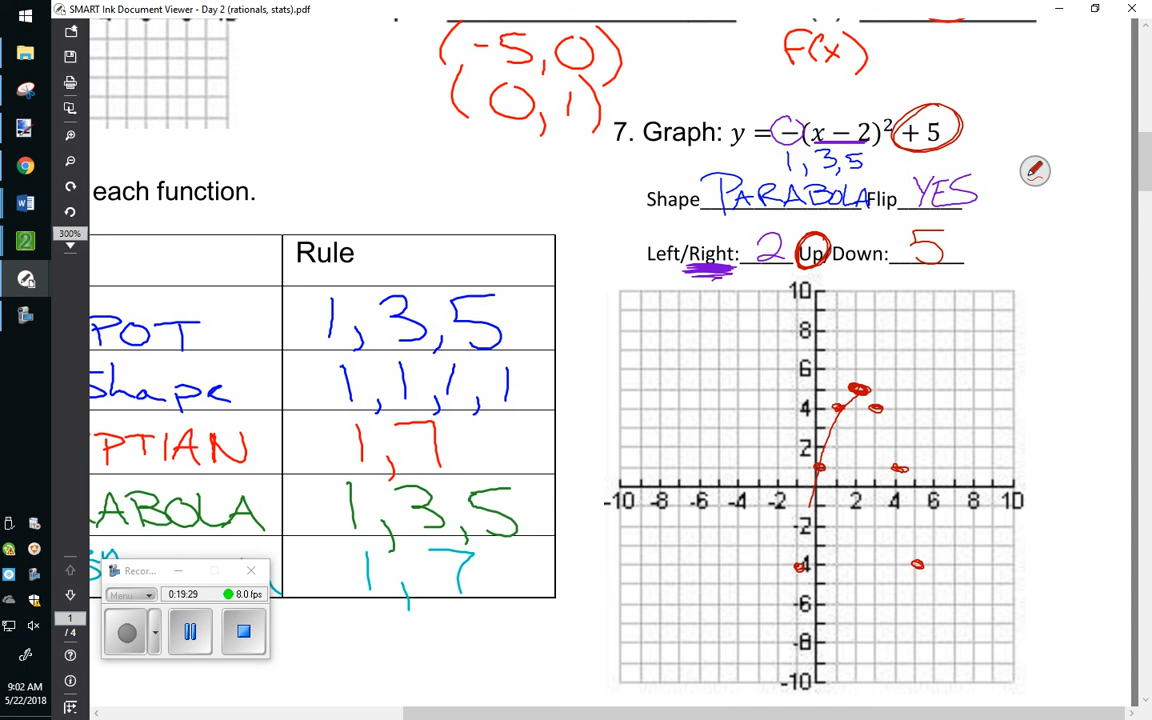 SMART Ink Document Viewer - Day 2 (rationals, stats).pdf
(-5, 0)
(0, 1)
F(x)
7. Graph: y = −(x − 2)² + 5
1, 3, 5
Shape PARABOLA Flip YES
Left/Right: 2 Up/Down: 5
each function.
Rule
POT 1, 3, 5
Shape 1, 1, 1, 1
PTIAN 1, 7
ABOLA 1, 3, 5
1, 7
10
8
6
4
2
-10 -8 -6 -4 -2 2 4 6 8 10
-2
-4
-6
-8
-10
300%
1
/ 4
Recor...
Menu 0:19:29 8.0 fps
9:02 AM
5/22/2018